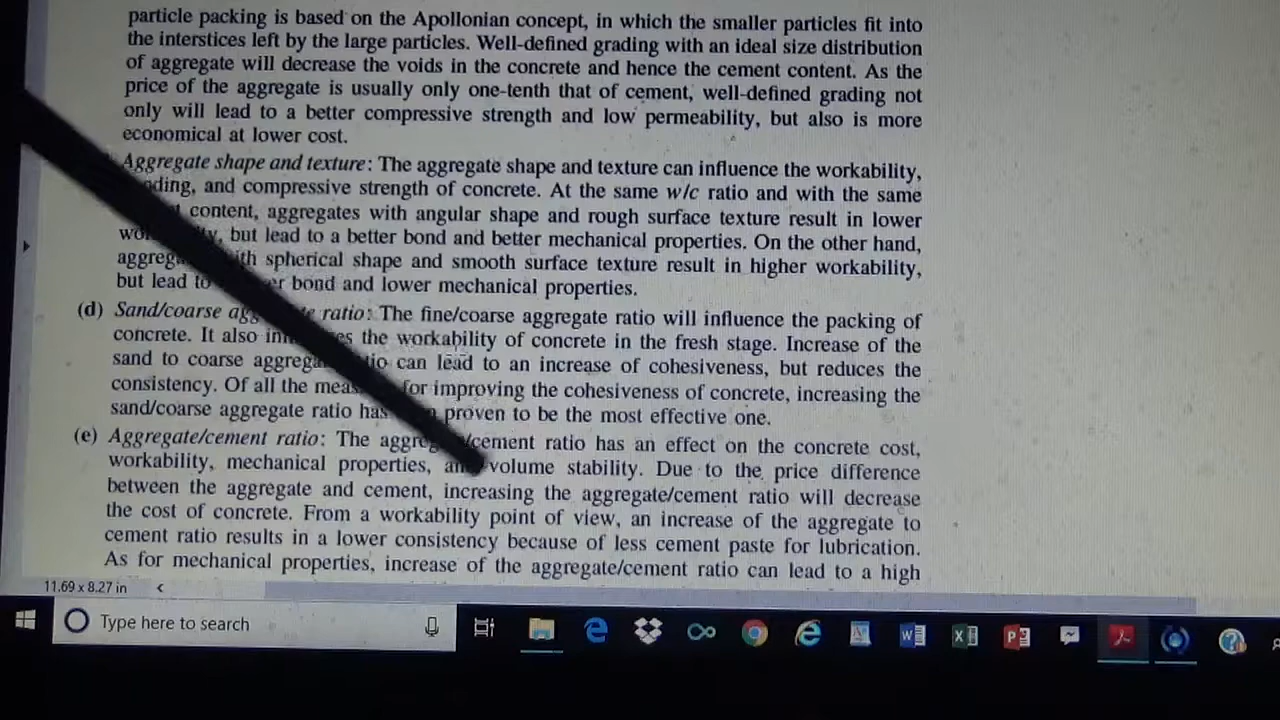 particle packing is based on the Apollonian concept, in which the smaller particles fit into
the interstices left by the large particles. Well-defined grading with an ideal size distribution
of aggregate will decrease the voids in the concrete and hence the cement content. As the
price of the aggregate is usually only one-tenth that of cement, well-defined grading not
only will lead to a better compressive strength and low permeability, but also is more
economical at lower cost.
Aggregate shape and texture: The aggregate shape and texture can influence the workability,
and compressive strength of concrete. At the same w/c ratio and with the same
content, aggregates with angular shape and rough surface texture result in lower
but lead to a better bond and better mechanical properties. On the other hand,
spherical shape and smooth surface texture result in higher workability,
but lead to bond and lower mechanical properties.
(d) Sand/coarse ratio: The fine/coarse aggregate ratio will influence the packing of
concrete. It also the workability of concrete in the fresh stage. Increase of the
sand to coarse can lead to an increase of cohesiveness, but reduces the
consistency. Of all the for improving the cohesiveness of concrete, increasing the
sand/coarse aggregate ratio has proven to be the most effective one.
(e) Aggregate/cement ratio: The aggregate/cement ratio has an effect on the concrete cost,
workability, mechanical properties, and volume stability. Due to the price difference
between the aggregate and cement, increasing the aggregate/cement ratio will decrease
the cost of concrete. From a workability point of view, an increase of the aggregate to
cement ratio results in a lower consistency because of less cement paste for lubrication.
As for mechanical properties, increase of the aggregate/cement ratio can lead to a high
11.69 x 8.27 in
Type here to search